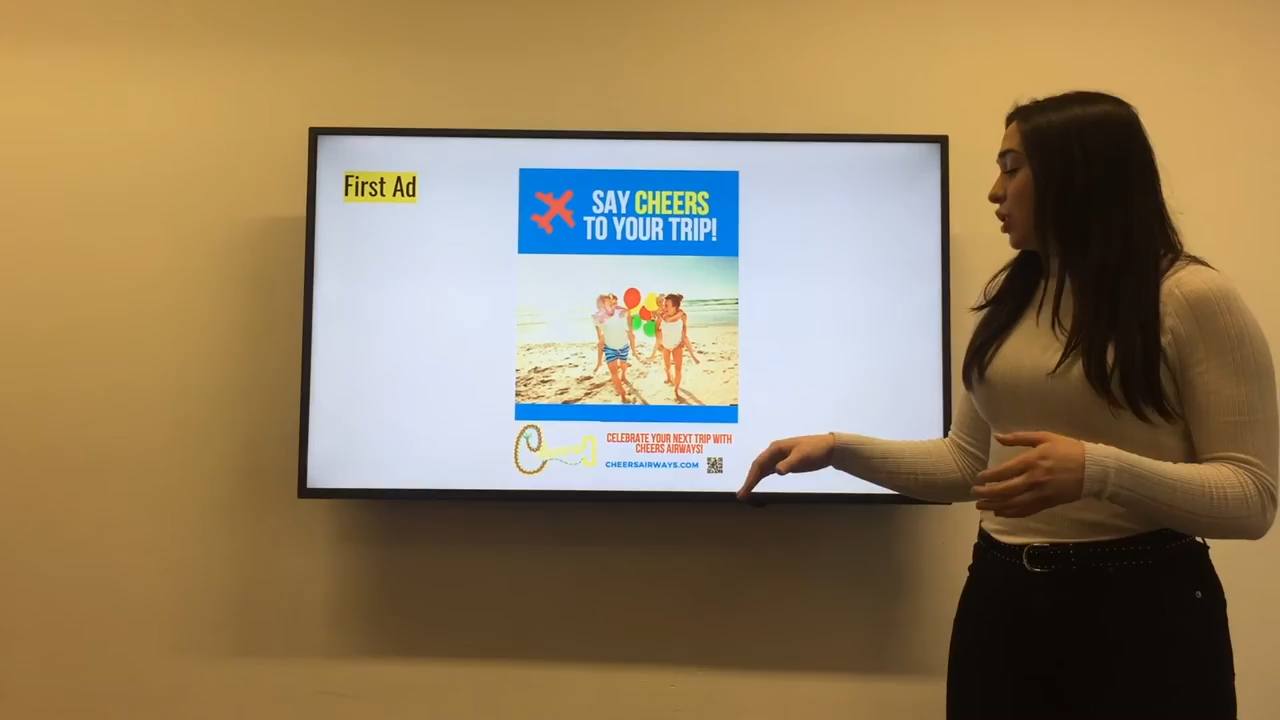 First Ad
SAY CHEERS
TO YOUR TRIP!
CELEBRATE YOUR NEXT TRIP WITH
CHEERS AIRWAYS!
CHEERSAIRWAYS.COM